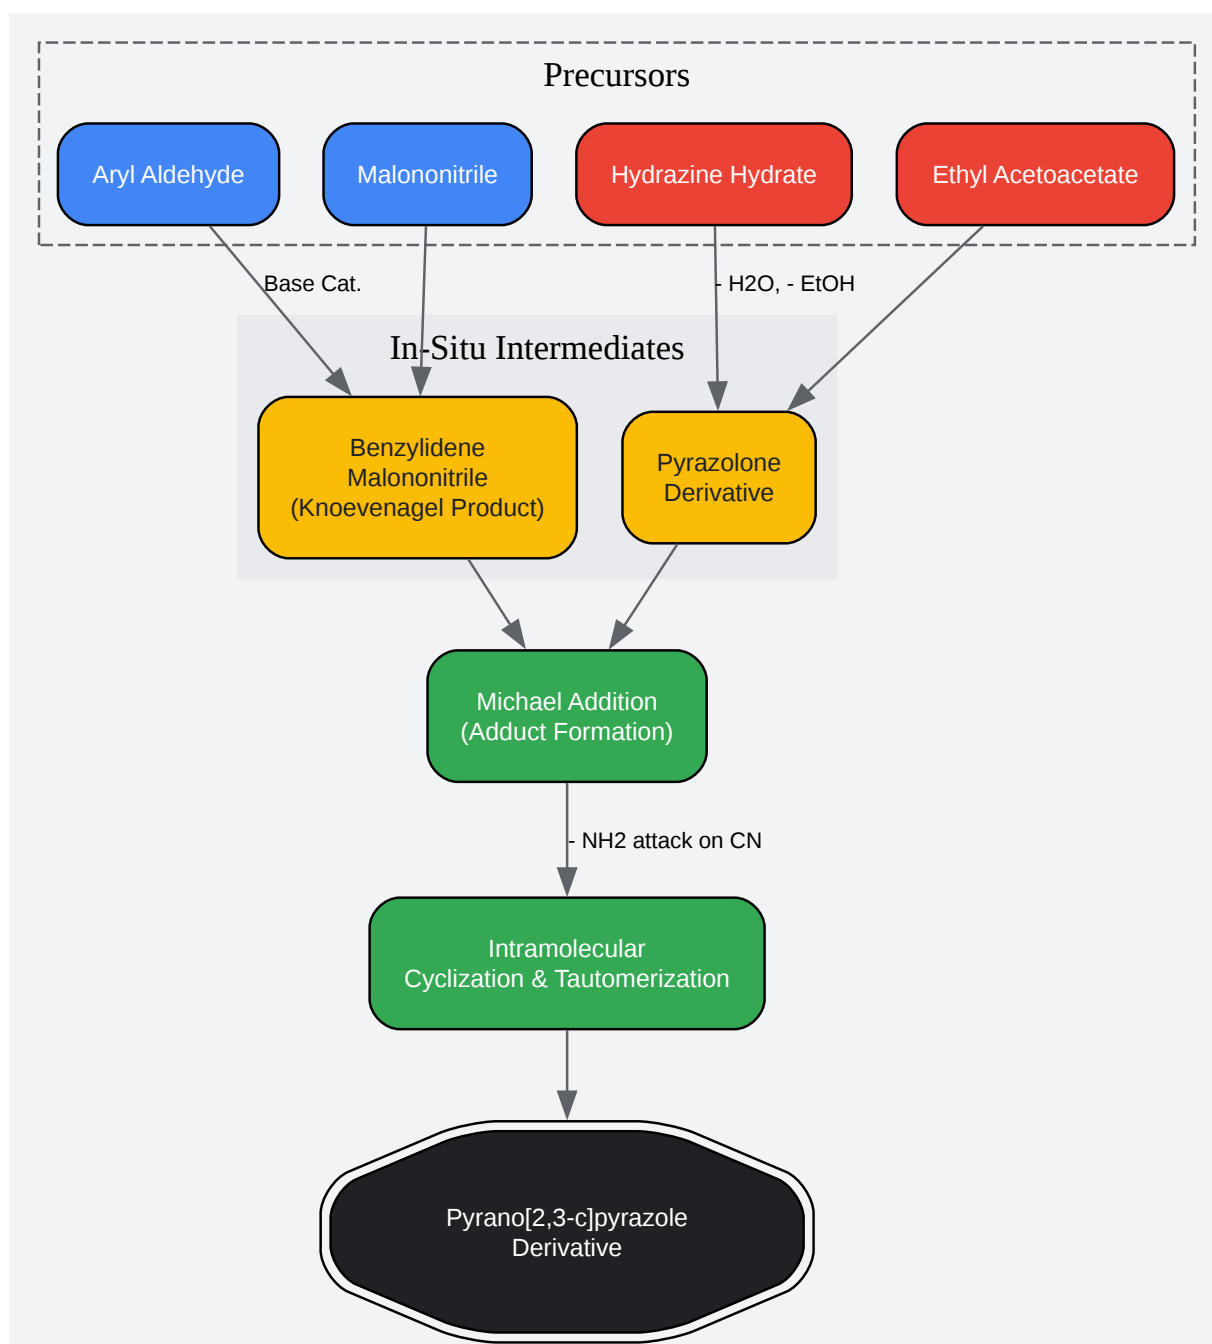 Precursors
Aryl Aldehyde
Malononitrile
Hydrazine Hydrate
Ethyl Acetoacetate
Base Cat.
- H2O, - EtOH
In-Situ Intermediates
Benzylidene
Malononitrile
(Knoevenagel Product)
Pyrazolone
Derivative
Michael Addition
(Adduct Formation)
- NH2 attack on CN
Intramolecular
Cyclization & Tautomerization
Pyrano[2,3-c]pyrazole
Derivative